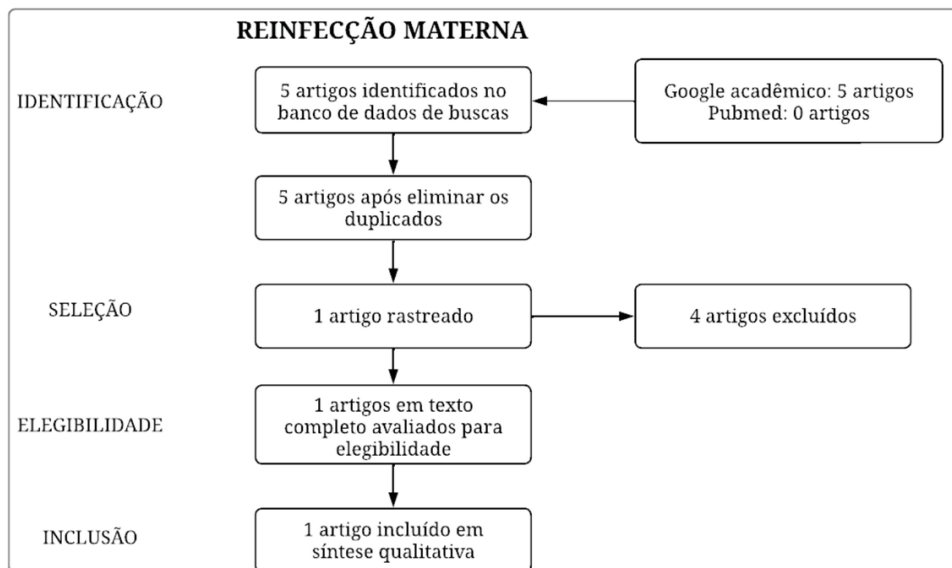 REINFECÇÃO MATERNA
IDENTIFICAÇÃO
5 artigos identificados no
banco de dados de buscas
Google acadêmico: 5 artigos
Pubmed: 0 artigos
5 artigos após eliminar os
duplicados
SELEÇÃO
1 artigo rastreado
4 artigos excluídos
ELEGIBILIDADE
1 artigos em texto
completo avaliados para
elegibilidade
INCLUSÃO
1 artigo incluído em
síntese qualitativa